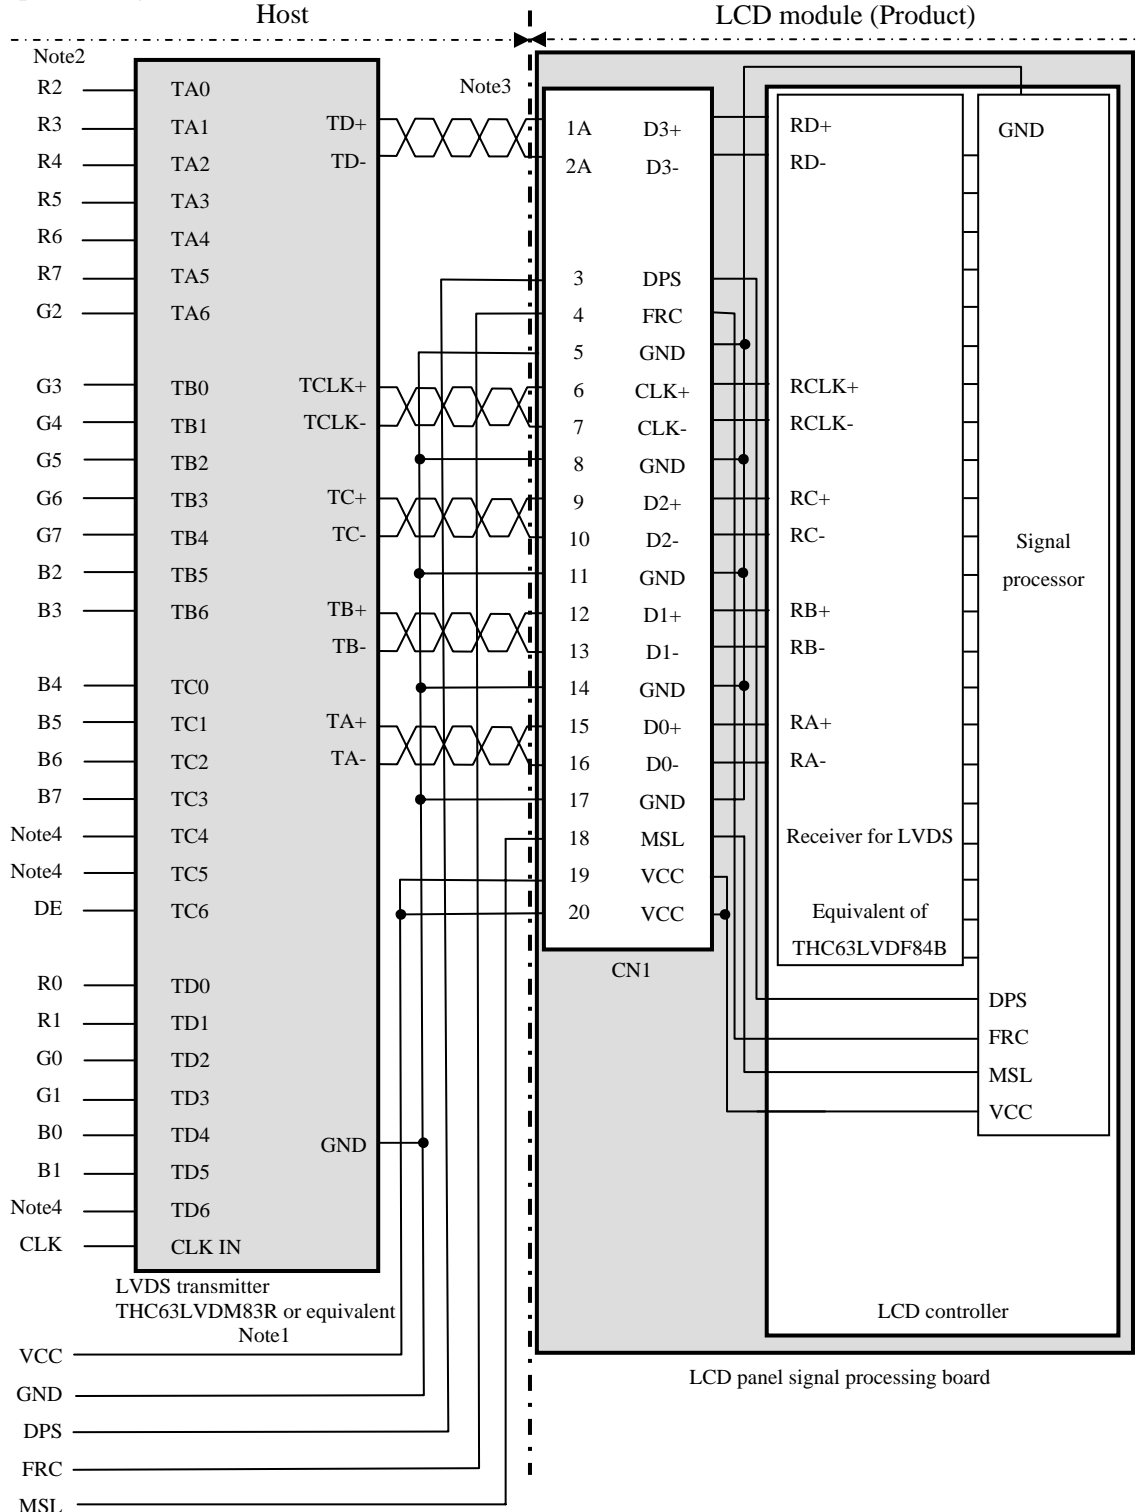 Host LCD module (Product)
Note2
Note3
R2 TA0
R3 TA1 TD+ 1A D3+ RD+ GND
R4 TA2 TD- 2A D3- RD-
R5 TA3
R6 TA4
R7 TA5 3 DPS
G2 TA6 4 FRC
5 GND
G3 TB0 TCLK+ 6 CLK+ RCLK+
G4 TB1 TCLK- 7 CLK- RCLK-
G5 TB2 8 GND
G6 TB3 TC+ 9 D2+ RC+
G7 TB4 TC- 10 D2- RC- Signal
B2 TB5 11 GND processor
B3 TB6 TB+ 12 D1+ RB+
TB- 13 D1- RB-
B4 TC0 14 GND
B5 TC1 TA+ 15 D0+ RA+
B6 TC2 TA- 16 D0- RA-
B7 TC3 17 GND
Note4 TC4 18 MSL Receiver for LVDS
Note4 TC5 19 VCC
DE TC6 20 VCC Equivalent of
THC63LVDF84B
CN1
R0 TD0 DPS
R1 TD1 FRC
G0 TD2 MSL
G1 TD3 VCC
B0 TD4 GND
B1 TD5
Note4 TD6
CLK CLK IN
LVDS transmitter
THC63LVDM83R or equivalent LCD controller
Note1
VCC
LCD panel signal processing board
GND
DPS
FRC
MSL